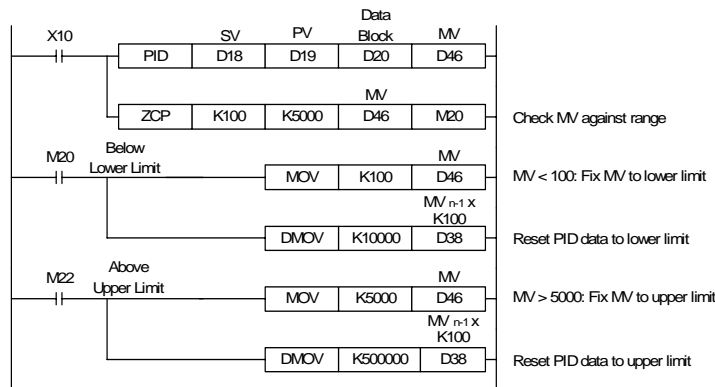 Data
X10 SV PV Block MV
PID D18 D19 D20 D46
MV
ZCP K100 K5000 D46 M20 Check MV against range
M20 Below
Lower Limit MV
MOV K100 D46 MV < 100: Fix MV to lower limit
MV n-1 x
K100
DMOV K10000 D38 Reset PID data to lower limit
M22 Above
Upper Limit MV
MOV K5000 D46 MV > 5000: Fix MV to upper limit
MV n-1 x
K100
DMOV K500000 D38 Reset PID data to upper limit